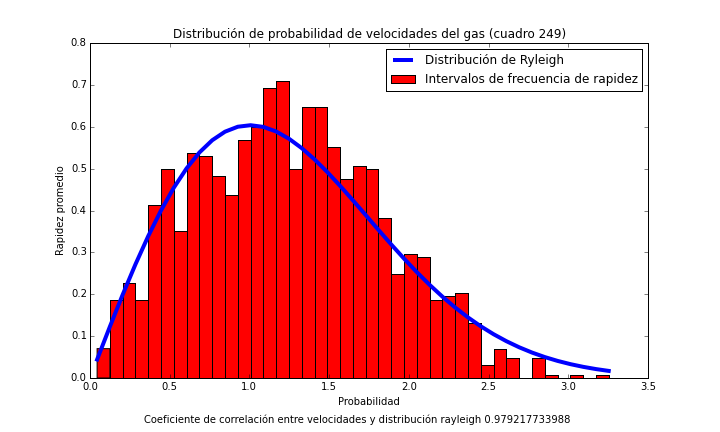 Distribución de probabilidad de velocidades del gas (cuadro 249)
0.8
0.7
0.6
0.5
0.4
0.3
0.2
0.1
0.0
Rapidez promedio
Distribución de Ryleigh
Intervalos de frecuencia de rapidez
0.0 0.5 1.0 1.5 2.0 2.5 3.0 3.5
Probabilidad
Coeficiente de correlación entre velocidades y distribución rayleigh 0.979217733988